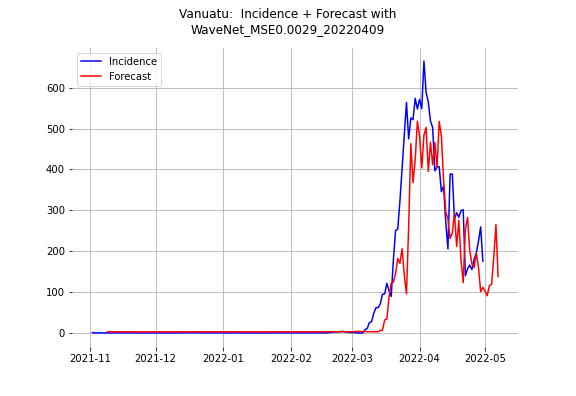 Vanuatu:  Incidence + Forecast with
WaveNet_MSE0.0029_20220409
Incidence
Forecast
600
500
400
300
200
100
0
2021-11 2021-12 2022-01 2022-02 2022-03 2022-04 2022-05